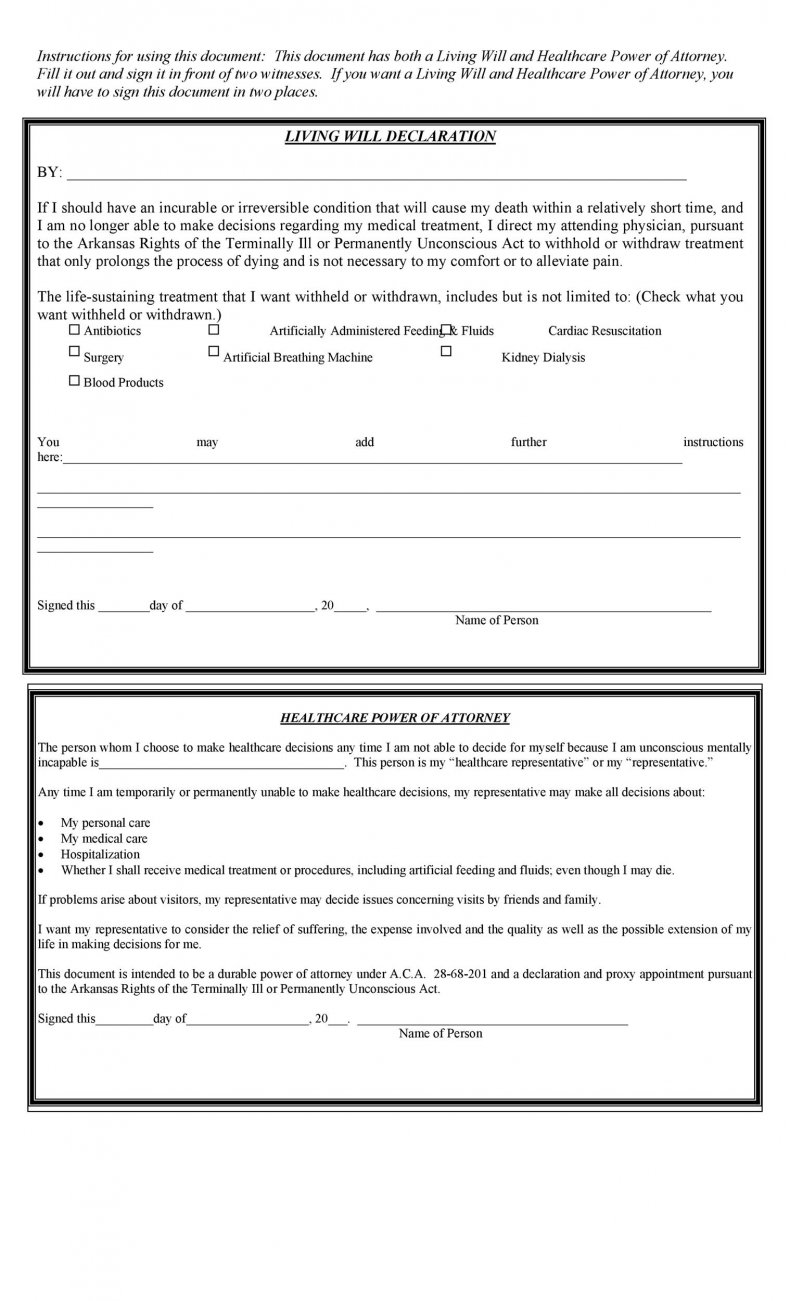 Instructions for using this document: This document has both a Living Will and Healthcare Power of Attorney.
Fill it out and sign it in front of two witnesses. If you want a Living Will and Healthcare Power of Attorney, you
will have to sign this document in two places.
LIVING WILL DECLARATION
BY: ______________________________
If I should have an incurable or irreversible condition that will cause my death within a relatively short time, and
I am no longer able to make decisions regarding my medical treatment, I direct my attending physician, pursuant
to the Arkansas Rights of the Terminally Ill or Permanently Unconscious Act to withhold or withdraw treatment
that only prolongs the process of dying and is not necessary to my comfort or to alleviate pain.
The life-sustaining treatment that I want withheld or withdrawn, includes but is not limited to: (Check what you
want withheld or withdrawn.)
☐ Antibiotics ☐ Artificially Administered Feeding ☐ & Fluids Cardiac Resuscitation
☐ Surgery ☐ Artificial Breathing Machine ☐ Kidney Dialysis
☐ Blood Products
You may add further instructions
here:______________________________
Signed this ________day of ____________________, 20_____, ______________________________
Name of Person
HEALTHCARE POWER OF ATTORNEY
The person whom I choose to make healthcare decisions any time I am not able to decide for myself because I am unconscious mentally
incapable is______________________________. This person is my “healthcare representative” or my “representative.”
Any time I am temporarily or permanently unable to make healthcare decisions, my representative may make all decisions about:
• My personal care
• My medical care
• Hospitalization
• Whether I shall receive medical treatment or procedures, including artificial feeding and fluids; even though I may die.
If problems arise about visitors, my representative may decide issues concerning visits by friends and family.
I want my representative to consider the relief of suffering, the expense involved and the quality as well as the possible extension of my
life in making decisions for me.
This document is intended to be a durable power of attorney under A.C.A. 28-68-201 and a declaration and proxy appointment pursuant
to the Arkansas Rights of the Terminally Ill or Permanently Unconscious Act.
Signed this_________day of___________________, 20___. ______________________________
Name of Person